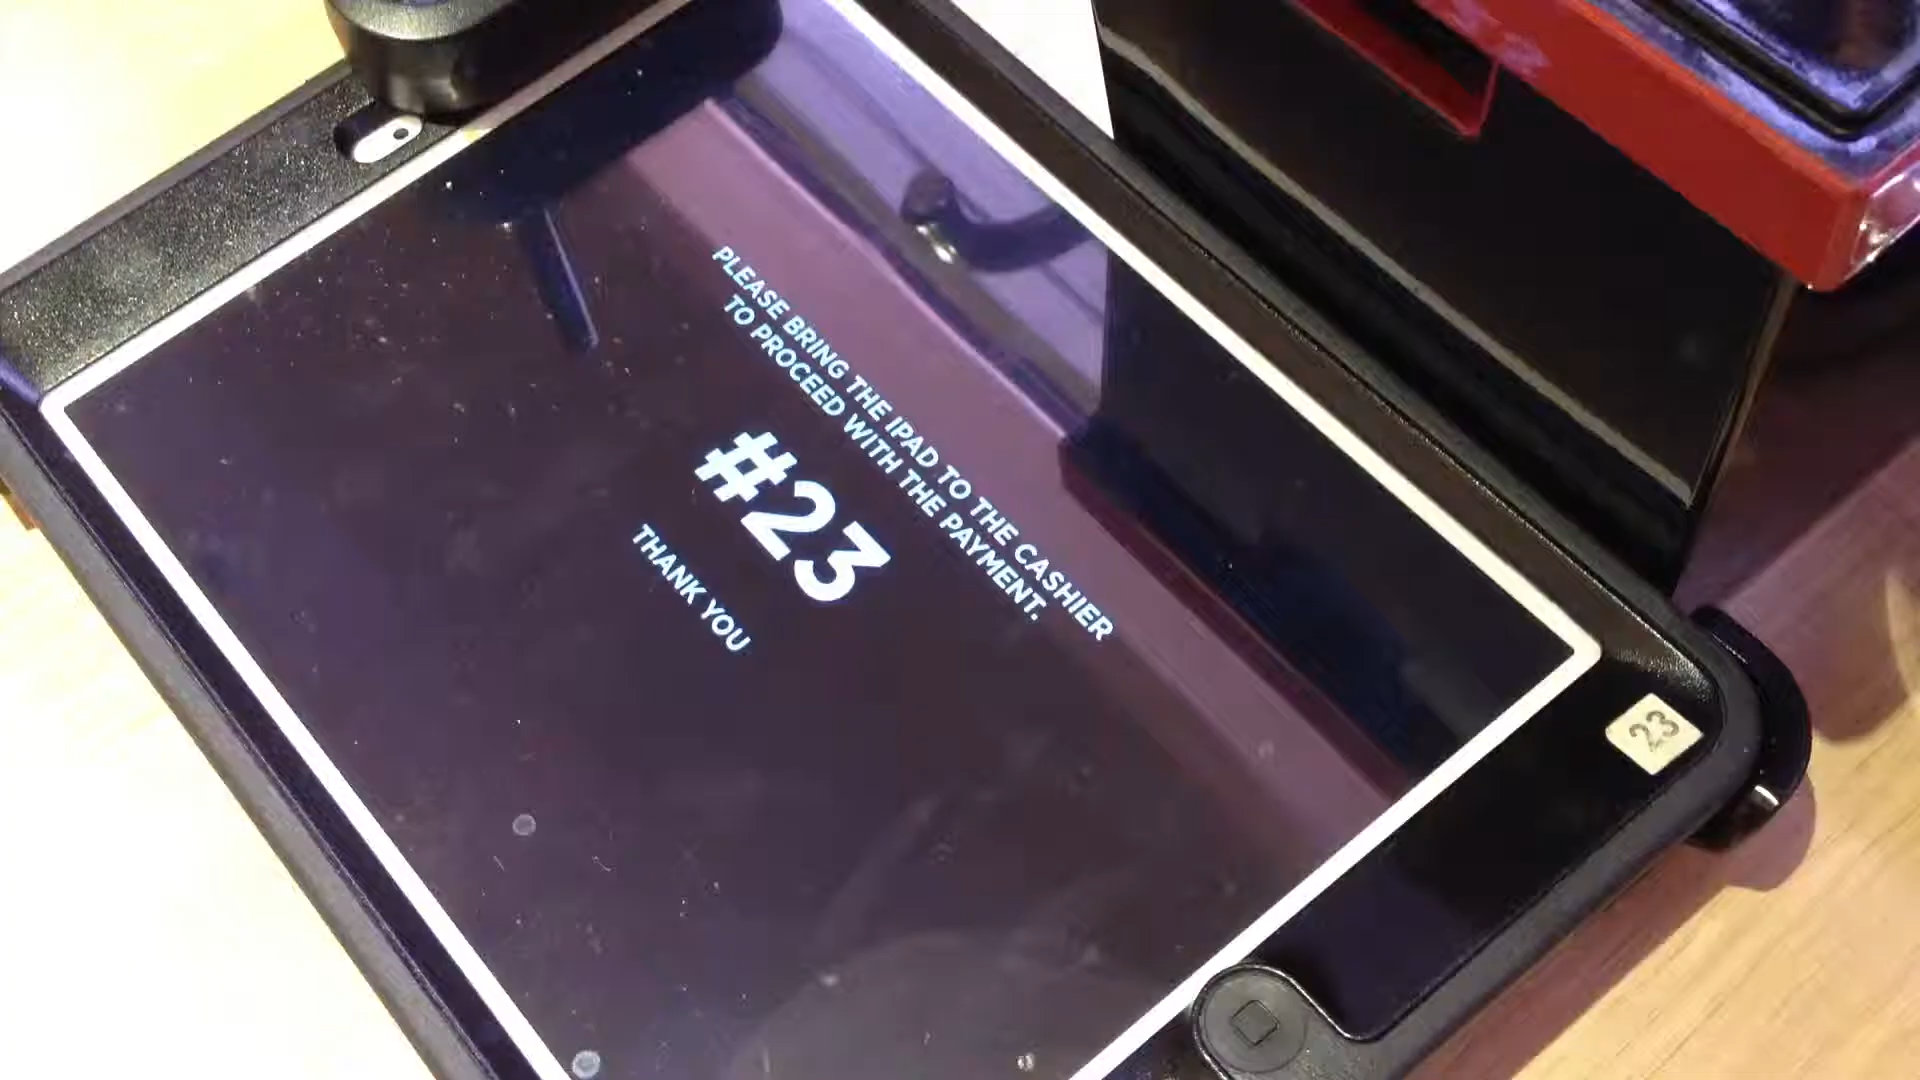 PLEASE BRING THE IPAD TO THE CASHIER
TO PROCEED WITH THE PAYMENT.
#23
THANK YOU
23